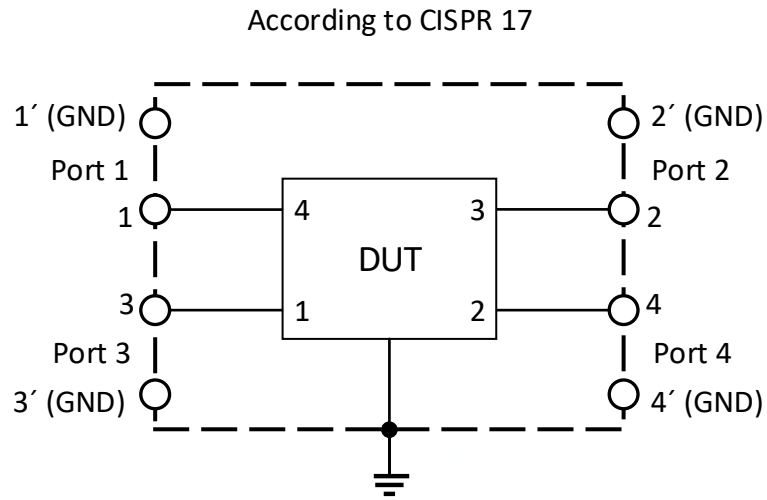 According to CISPR 17
1´ (GND)
2´ (GND)
Port 1
Port 2
1
4
3
2
DUT
3
1
2
4
Port 3
Port 4
3´ (GND)
4´ (GND)